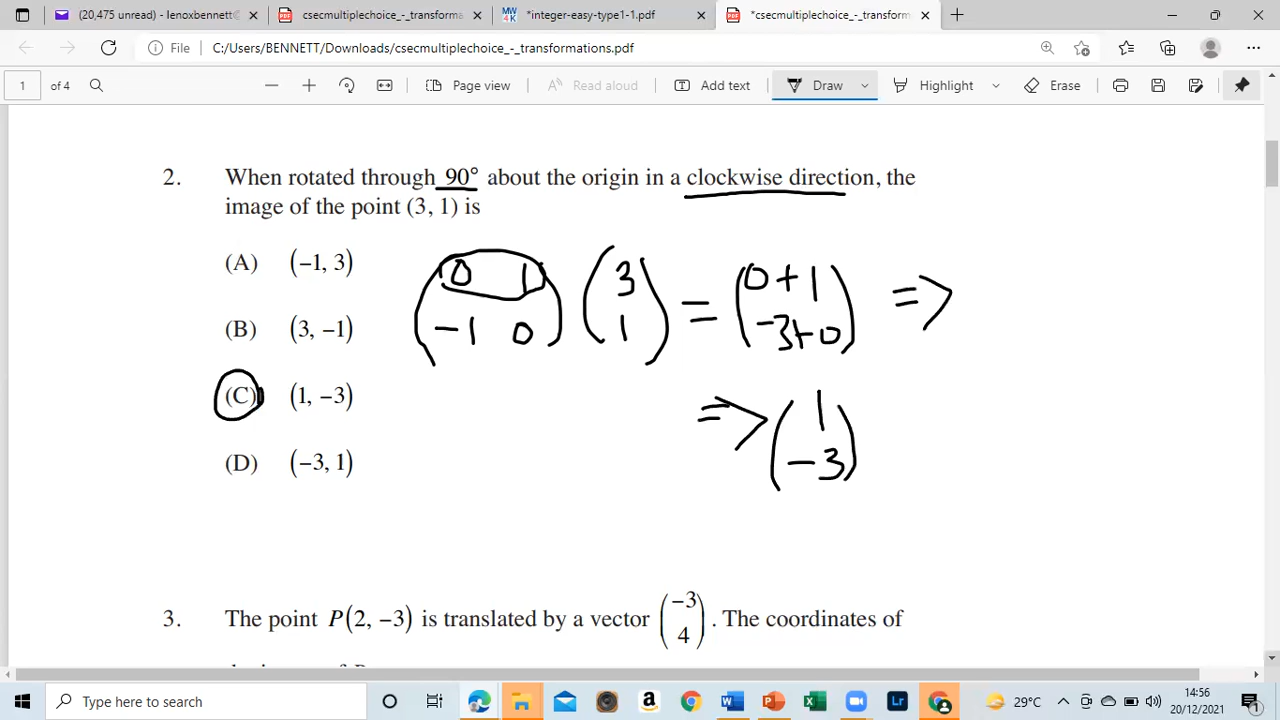 (20,475 unread) - lenoxbennett@
csecmultiplechoice_-_transforma
*integer-easy-type1-1.pdf
*csecmultiplechoice_-_transform
File C:/Users/BENNETT/Downloads/csecmultiplechoice_-_transformations.pdf
1 of 4 Page view Read aloud Add text Draw Highlight Erase
2. When rotated through 90° about the origin in a clockwise direction, the
image of the point (3, 1) is
(A) (−1, 3)
(B) (3, −1)
(C) (1, −3)
(D) (−3, 1)
(0 1
−1 0) (3
1) = (0+1
−3+0) =>
=> (1
−3)
3. The point P(2, −3) is translated by a vector (−3
4). The coordinates of
Type here to search
29°C
14:56
20/12/2021